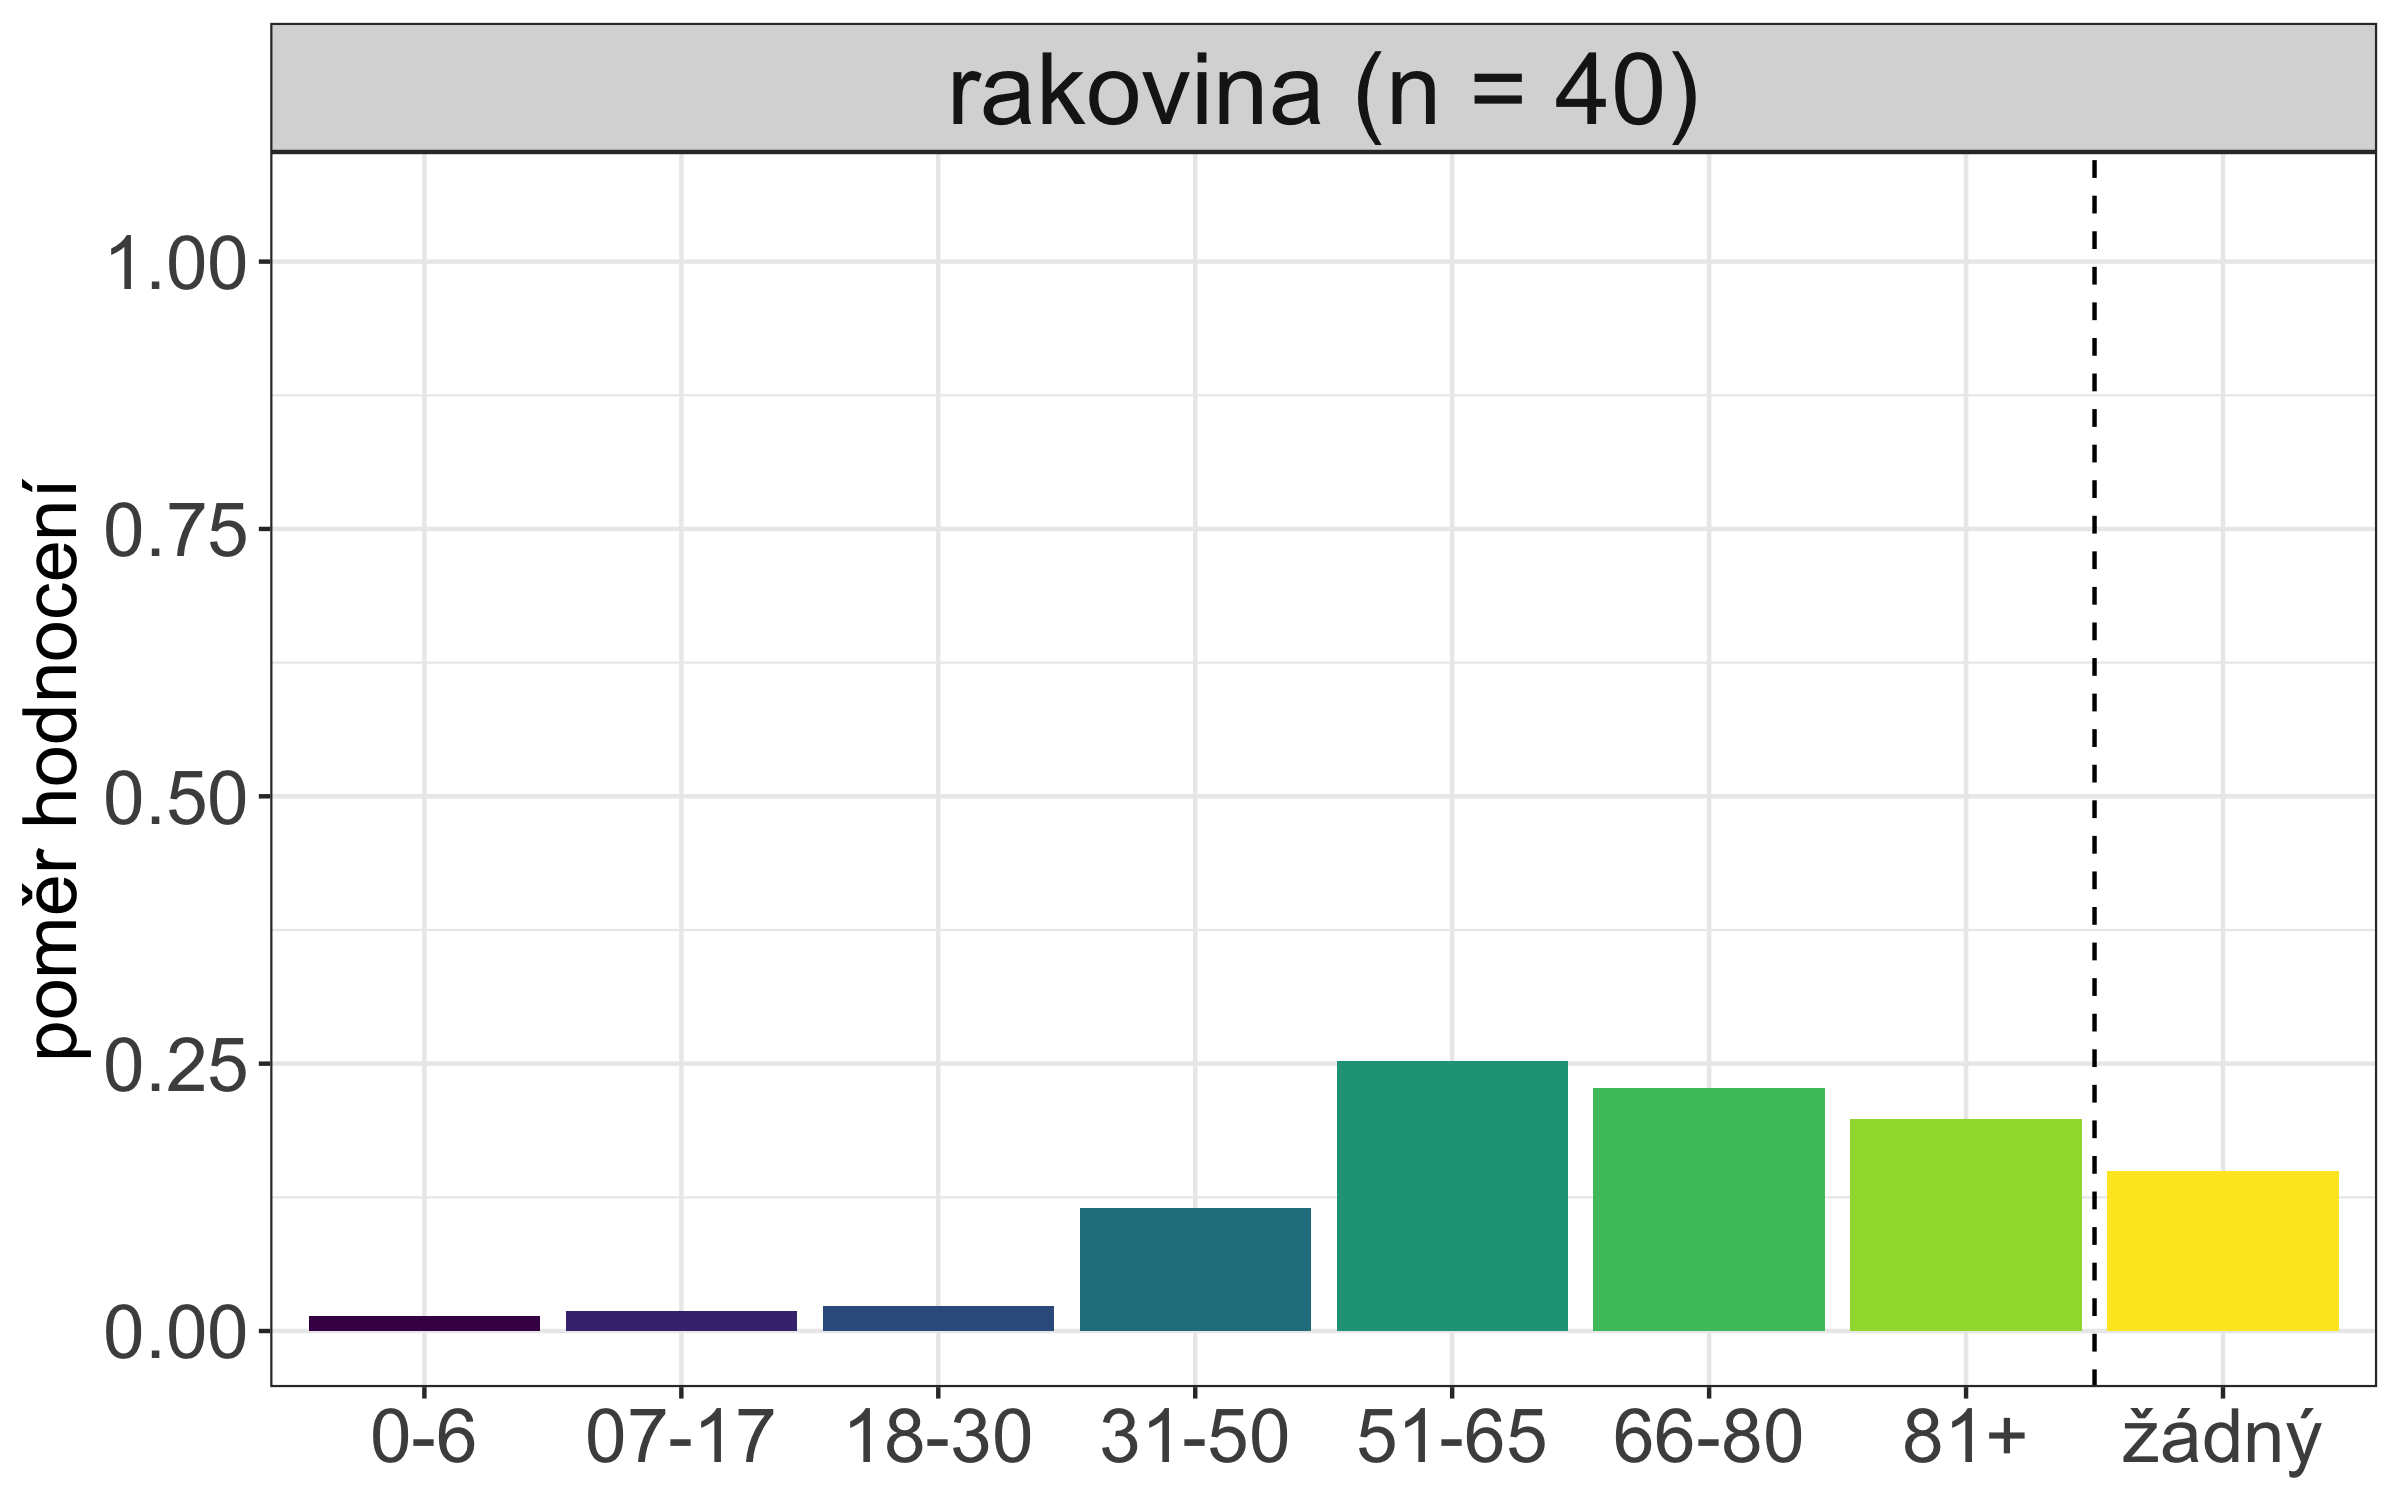 rakovina (n = 40)
poměr hodnocení
1.00
0.75
0.50
0.25
0.00
0-6 07-17 18-30 31-50 51-65 66-80 81+ žádný